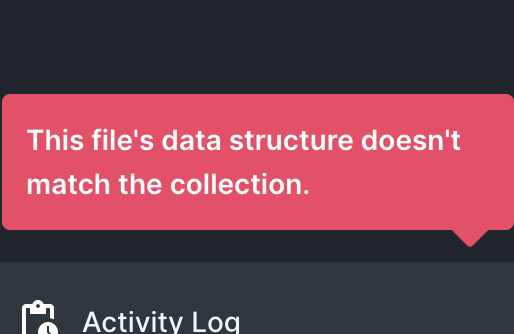 This file's data structure doesn't
match the collection.
Activity Log